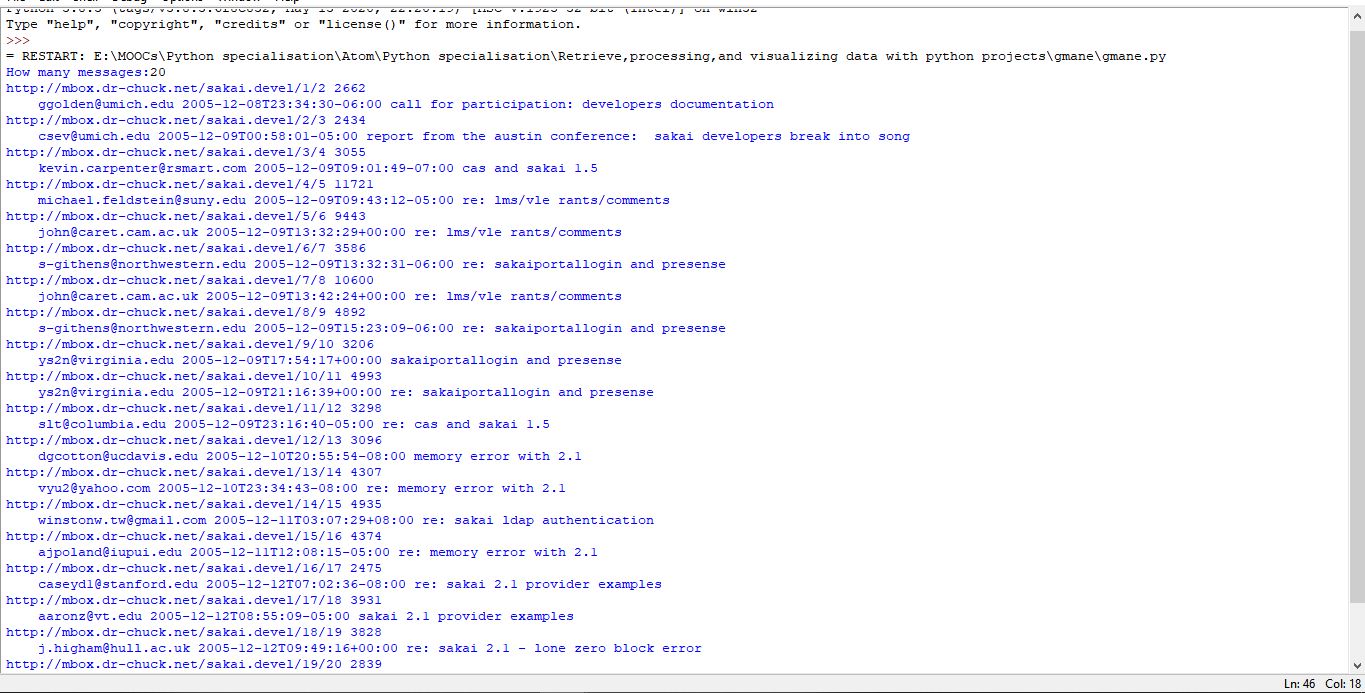 Type "help", "copyright", "credits" or "license()" for more information.
>>>
= RESTART: E:\MOOCs\Python specialisation\Atom\Python specialisation\Retrieve,processing,and visualizing data with python projects\gmane\gmane.py
How many messages:20
http://mbox.dr-chuck.net/sakai.devel/1/2 2662
    ggolden@umich.edu 2005-12-08T23:34:30-06:00 call for participation: developers documentation
http://mbox.dr-chuck.net/sakai.devel/2/3 2434
    csev@umich.edu 2005-12-09T00:58:01-05:00 report from the austin conference:  sakai developers break into song
http://mbox.dr-chuck.net/sakai.devel/3/4 3055
    kevin.carpenter@rsmart.com 2005-12-09T09:01:49-07:00 cas and sakai 1.5
http://mbox.dr-chuck.net/sakai.devel/4/5 11721
    michael.feldstein@suny.edu 2005-12-09T09:43:12-05:00 re: lms/vle rants/comments
http://mbox.dr-chuck.net/sakai.devel/5/6 9443
    john@caret.cam.ac.uk 2005-12-09T13:32:29+00:00 re: lms/vle rants/comments
http://mbox.dr-chuck.net/sakai.devel/6/7 3586
    s-githens@northwestern.edu 2005-12-09T13:32:31-06:00 re: sakaiportallogin and presense
http://mbox.dr-chuck.net/sakai.devel/7/8 10600
    john@caret.cam.ac.uk 2005-12-09T13:42:24+00:00 re: lms/vle rants/comments
http://mbox.dr-chuck.net/sakai.devel/8/9 4892
    s-githens@northwestern.edu 2005-12-09T15:23:09-06:00 re: sakaiportallogin and presense
http://mbox.dr-chuck.net/sakai.devel/9/10 3206
    ys2n@virginia.edu 2005-12-09T17:54:17+00:00 sakaiportallogin and presense
http://mbox.dr-chuck.net/sakai.devel/10/11 4993
    ys2n@virginia.edu 2005-12-09T21:16:39+00:00 re: sakaiportallogin and presense
http://mbox.dr-chuck.net/sakai.devel/11/12 3298
    slt@columbia.edu 2005-12-09T23:16:40-05:00 re: cas and sakai 1.5
http://mbox.dr-chuck.net/sakai.devel/12/13 3096
    dgcotton@ucdavis.edu 2005-12-10T20:55:54-08:00 memory error with 2.1
http://mbox.dr-chuck.net/sakai.devel/13/14 4307
    vyu2@yahoo.com 2005-12-10T23:34:43-08:00 re: memory error with 2.1
http://mbox.dr-chuck.net/sakai.devel/14/15 4935
    winstonw.tw@gmail.com 2005-12-11T03:07:29+08:00 re: sakai ldap authentication
http://mbox.dr-chuck.net/sakai.devel/15/16 4374
    ajpoland@iupui.edu 2005-12-11T12:08:15-05:00 re: memory error with 2.1
http://mbox.dr-chuck.net/sakai.devel/16/17 2475
    caseyd1@stanford.edu 2005-12-12T07:02:36-08:00 re: sakai 2.1 provider examples
http://mbox.dr-chuck.net/sakai.devel/17/18 3931
    aaronz@vt.edu 2005-12-12T08:55:09-05:00 sakai 2.1 provider examples
http://mbox.dr-chuck.net/sakai.devel/18/19 3828
    j.higham@hull.ac.uk 2005-12-12T09:49:16+00:00 re: sakai 2.1 - lone zero block error
http://mbox.dr-chuck.net/sakai.devel/19/20 2839
Ln: 46 Col: 18